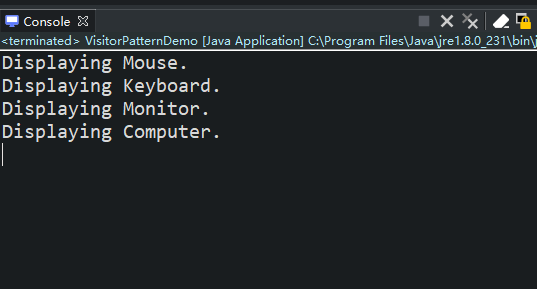 Console
<terminated> VisitorPatternDemo [Java Application] C:\Program Files\Java\jre1.8.0_231\bin\j
Displaying Mouse.
Displaying Keyboard.
Displaying Monitor.
Displaying Computer.